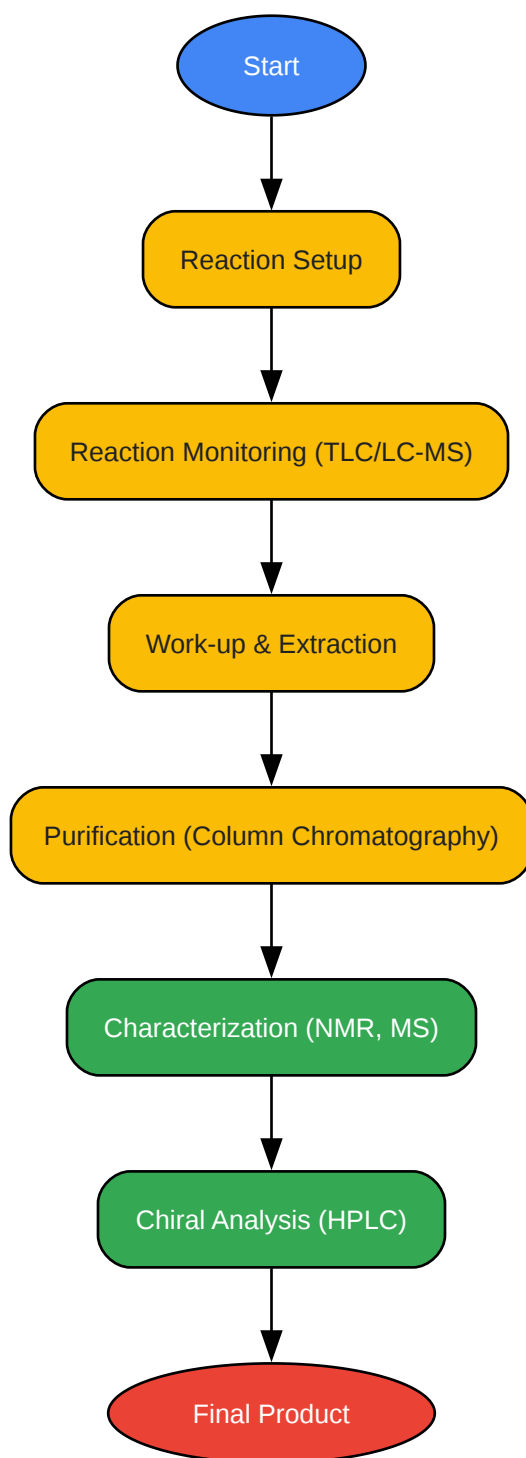 Start
Reaction Setup
Reaction Monitoring (TLC/LC-MS)
Work-up & Extraction
Purification (Column Chromatography)
Characterization (NMR, MS)
Chiral Analysis (HPLC)
Final Product